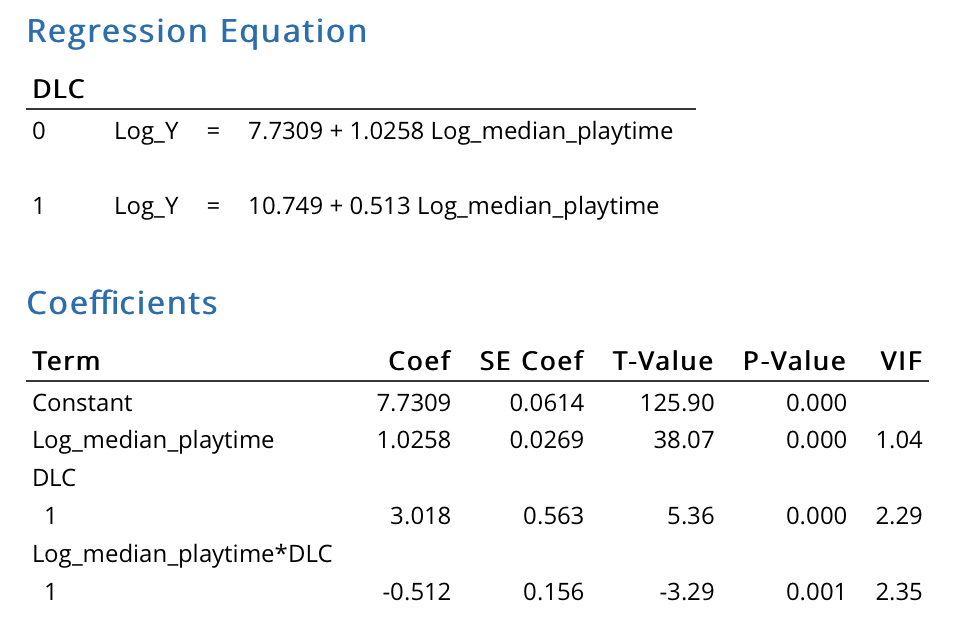 Regression Equation
DLC
0 Log_Y = 7.7309 + 1.0258 Log_median_playtime
1 Log_Y = 10.749 + 0.513 Log_median_playtime
Coefficients
Term Coef SE Coef T-Value P-Value VIF
Constant 7.7309 0.0614 125.90 0.000
Log_median_playtime 1.0258 0.0269 38.07 0.000 1.04
DLC
1 3.018 0.563 5.36 0.000 2.29
Log_median_playtime*DLC
1 -0.512 0.156 -3.29 0.001 2.35